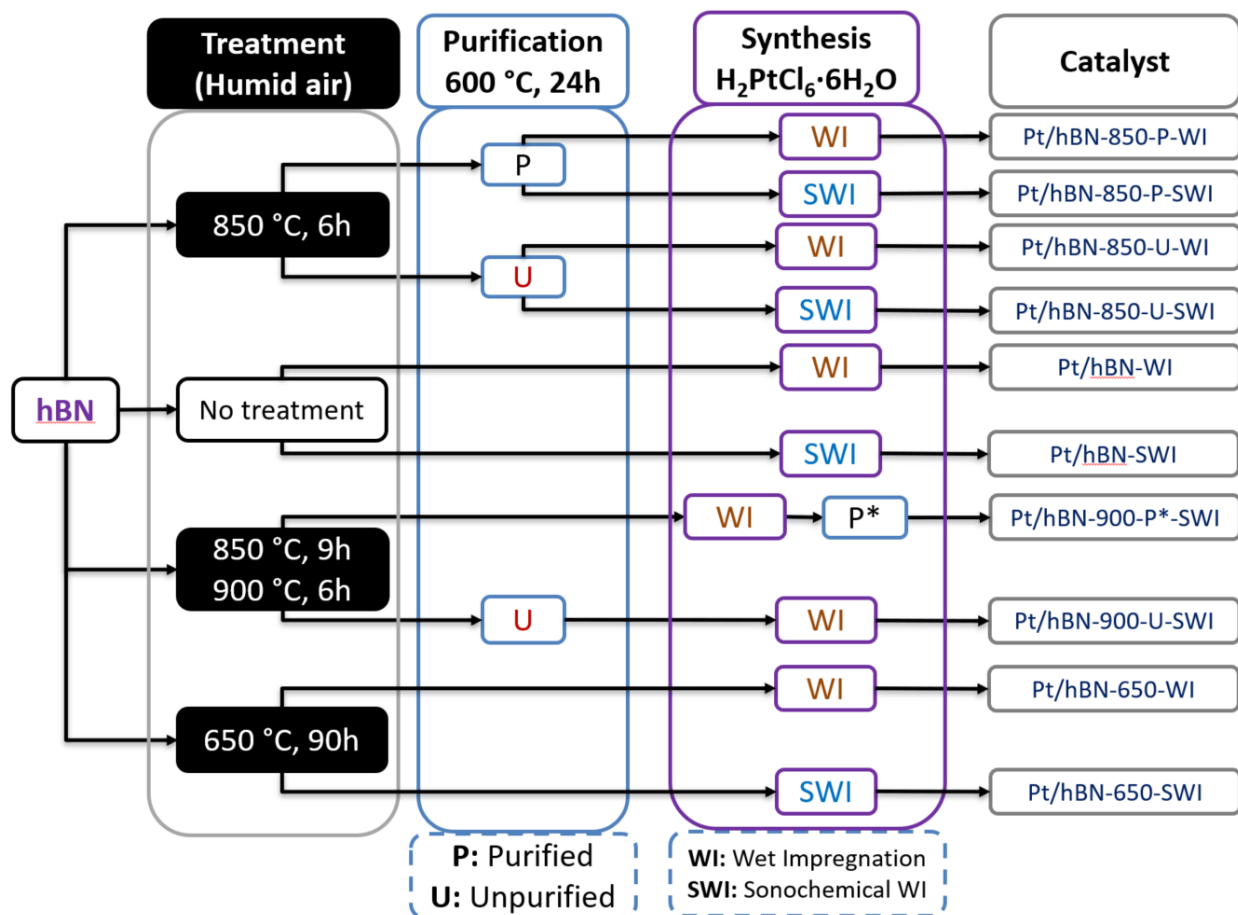 Treatment
(Humid air)
Purification
600 °C, 24h
Synthesis
H₂PtCl₆·6H₂O
Catalyst
P
WI
Pt/hBN-850-P-WI
SWI
Pt/hBN-850-P-SWI
850 °C, 6h
U
WI
Pt/hBN-850-U-WI
SWI
Pt/hBN-850-U-SWI
WI
Pt/hBN-WI
hBN
No treatment
SWI
Pt/hBN-SWI
WI
P*
Pt/hBN-900-P*-SWI
850 °C, 9h
900 °C, 6h
U
WI
Pt/hBN-900-U-SWI
WI
Pt/hBN-650-WI
650 °C, 90h
SWI
Pt/hBN-650-SWI
P: Purified
U: Unpurified
WI: Wet Impregnation
SWI: Sonochemical WI